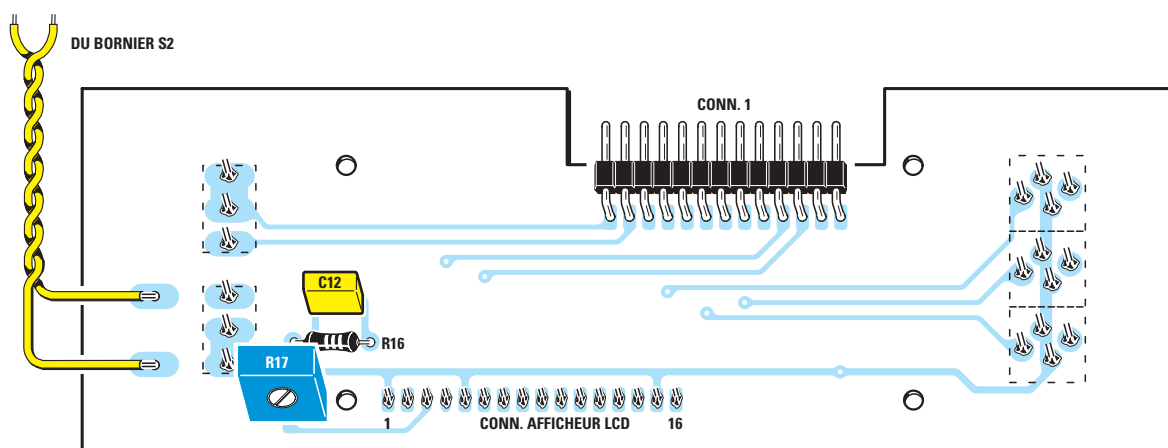 DU BORNIER S2
CONN. 1
C12
R16
R17
1 CONN. AFFICHEUR LCD 16